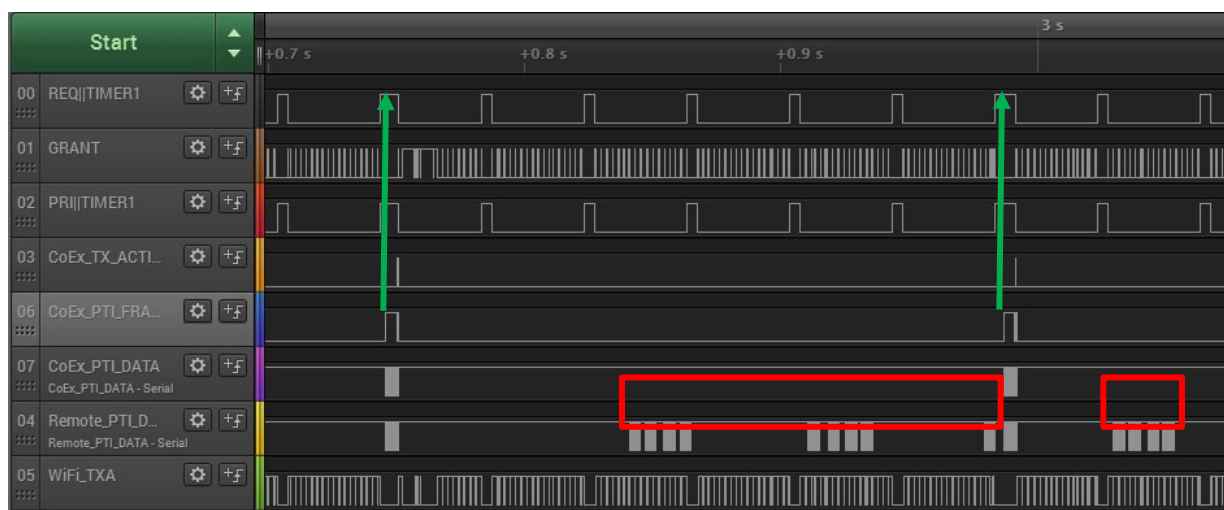 Start
3 s
+0.7 s
+0.8 s
+0.9 s
00 REQ||TIMER1
01 GRANT
02 PRI||TIMER1
03 CoEx_TX_ACTI...
06 CoEx_PTI_FRA...
07 CoEx_PTI_DATA
CoEx_PTI_DATA - Serial
04 Remote_PTI_D...
Remote_PTI_DATA - Serial
05 WiFi_TXA